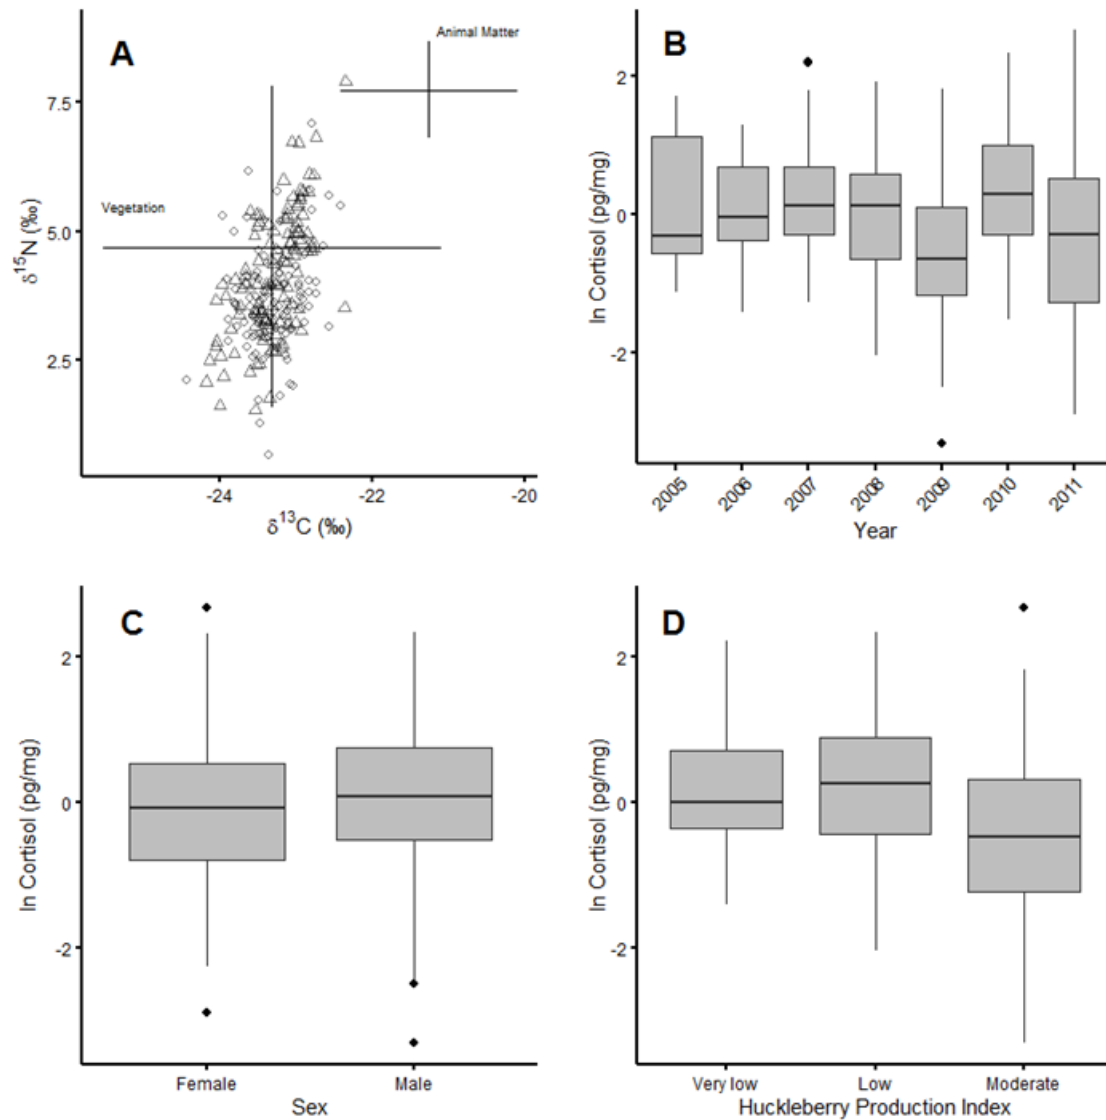 A
Animal Matter
Vegetation
7.5
5.0
2.5
δ15N (‰)
-24
-22
-20
δ13C (‰)
B
2
0
-2
ln Cortisol (pg/mg)
2005
2006
2007
2008
2009
2010
2011
Year
C
2
0
-2
ln Cortisol (pg/mg)
Female
Male
Sex
D
2
0
-2
ln Cortisol (pg/mg)
Very low
Low
Moderate
Huckleberry Production Index